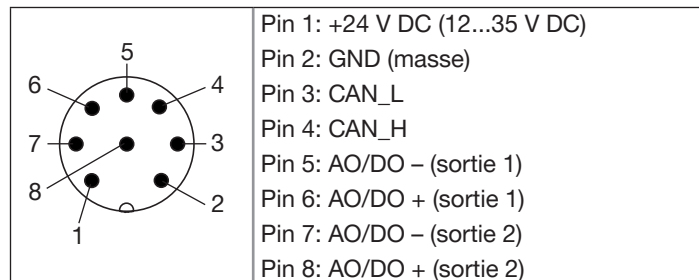 5
6
4
7
3
8
2
1
Pin 1: +24 V DC (12...35 V DC)
Pin 2: GND (masse)
Pin 3: CAN_L
Pin 4: CAN_H
Pin 5: AO/DO – (sortie 1)
Pin 6: AO/DO + (sortie 1)
Pin 7: AO/DO – (sortie 2)
Pin 8: AO/DO + (sortie 2)